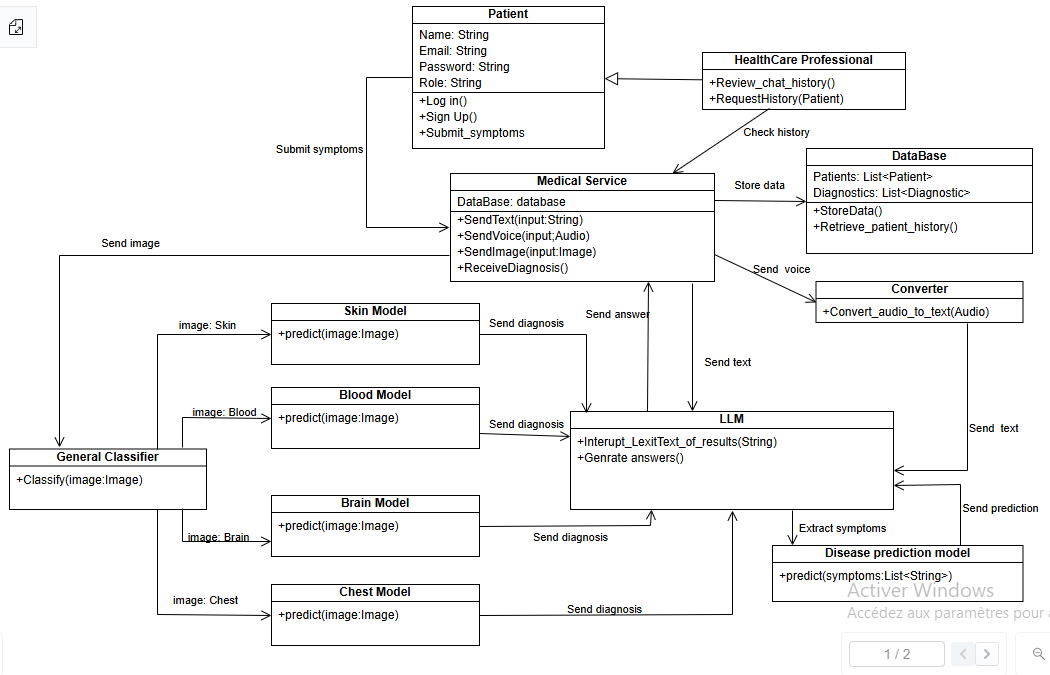 Patient
Name: String
Email: String
Password: String
Role: String
+Log in()
+Sign Up()
+Submit_symptoms
HealthCare Professional
+Review_chat_history()
+RequestHistory(Patient)
Check history
Submit symptoms
Medical Service
DataBase: database
+SendText(input:String)
+SendVoice(input;Audio)
+SendImage(input:Image)
+ReceiveDiagnosis()
Store data
DataBase
Patients: List<Patient>
Diagnostics: List<Diagnostic>
+StoreData()
+Retrieve_patient_history()
Send image
Send voice
Converter
+Convert_audio_to_text(Audio)
Skin Model
+predict(image:Image)
image: Skin
Send diagnosis
Send answer
Send text
Blood Model
+predict(image:Image)
image: Blood
Send diagnosis
LLM
+Interupt_LexitText_of_results(String)
+Genrate answers()
Send text
General Classifier
+Classify(image:Image)
Brain Model
+predict(image:Image)
image: Brain
Send diagnosis
Extract symptoms
Send prediction
Disease prediction model
+predict(symptoms:List<String>)
Chest Model
+predict(image:Image)
image: Chest
Send diagnosis
Activer Windows
Accédez aux paramètres pour
1 / 2